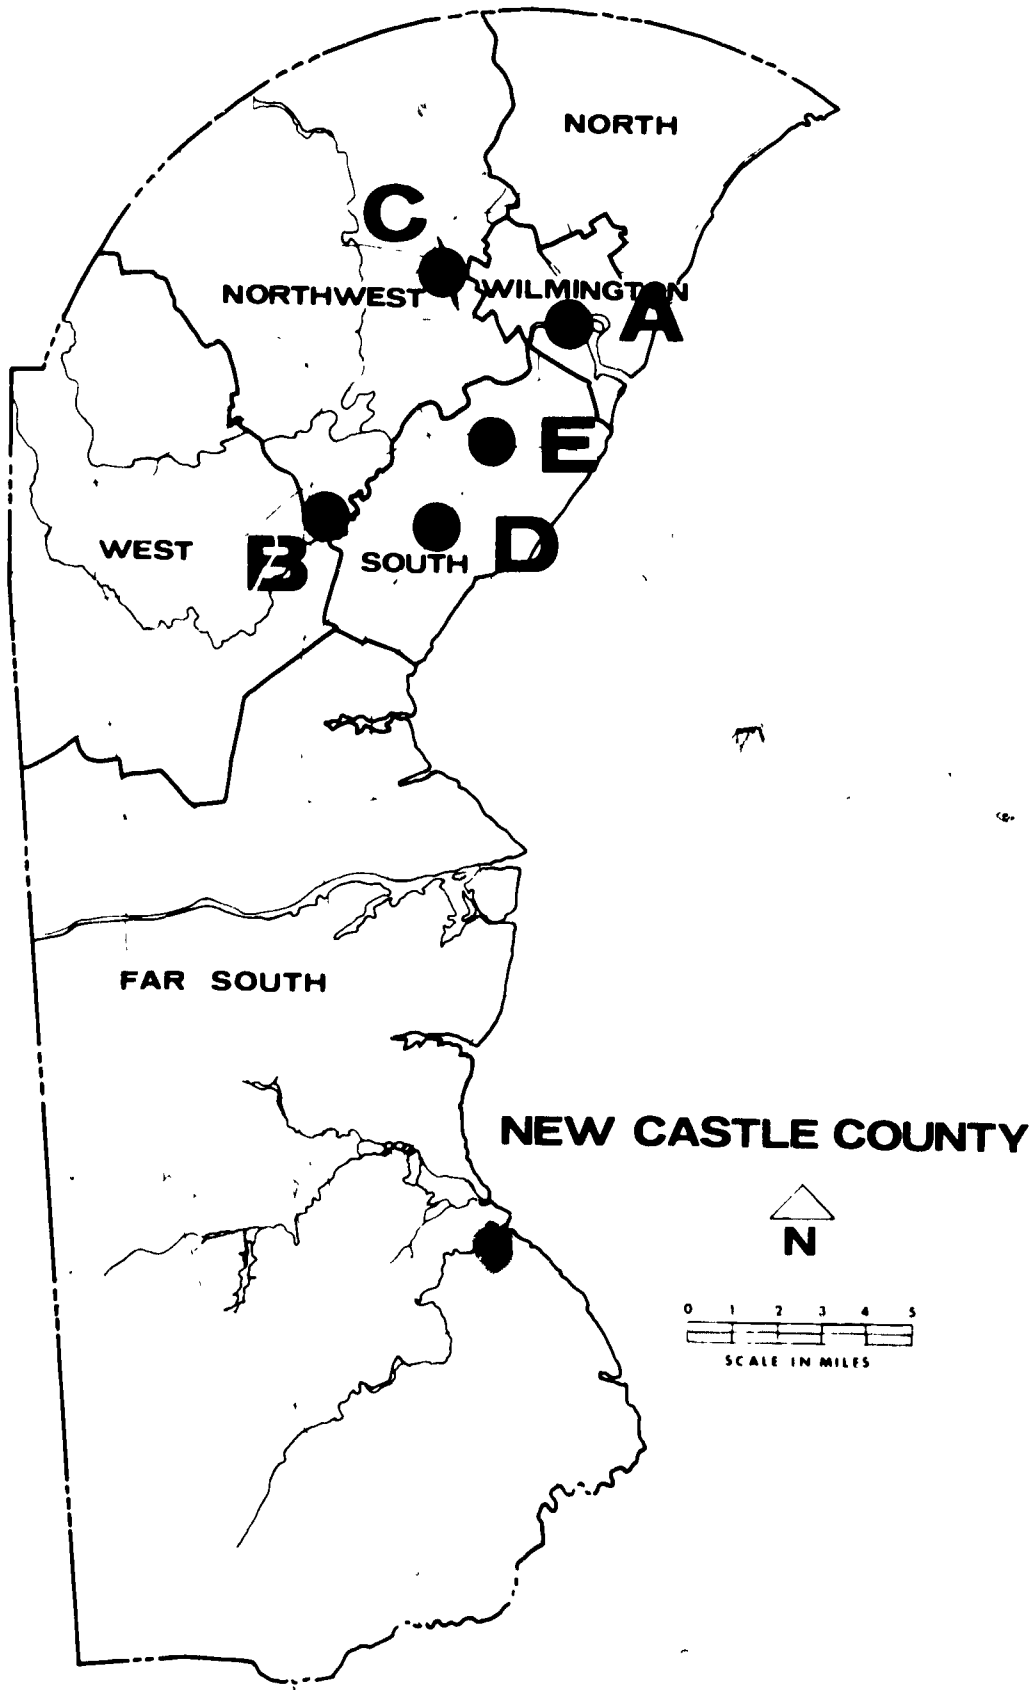 NORTH
C
NORTHWEST
WILMINGTON
A
E
WEST
B
SOUTH
D
FAR SOUTH
NEW CASTLE COUNTY
N
0 1 2 3 4 5
SCALE IN MILES